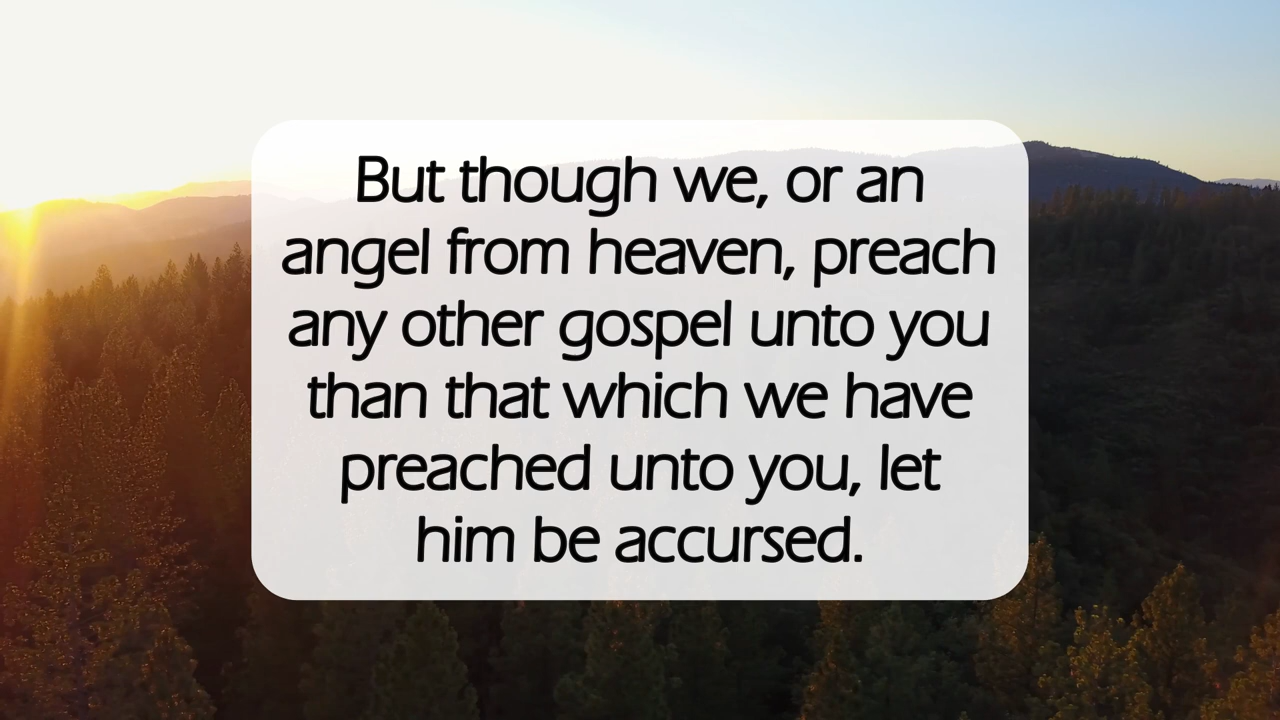 But though we, or an
angel from heaven, preach
any other gospel unto you
than that which we have
preached unto you, let
him be accursed.